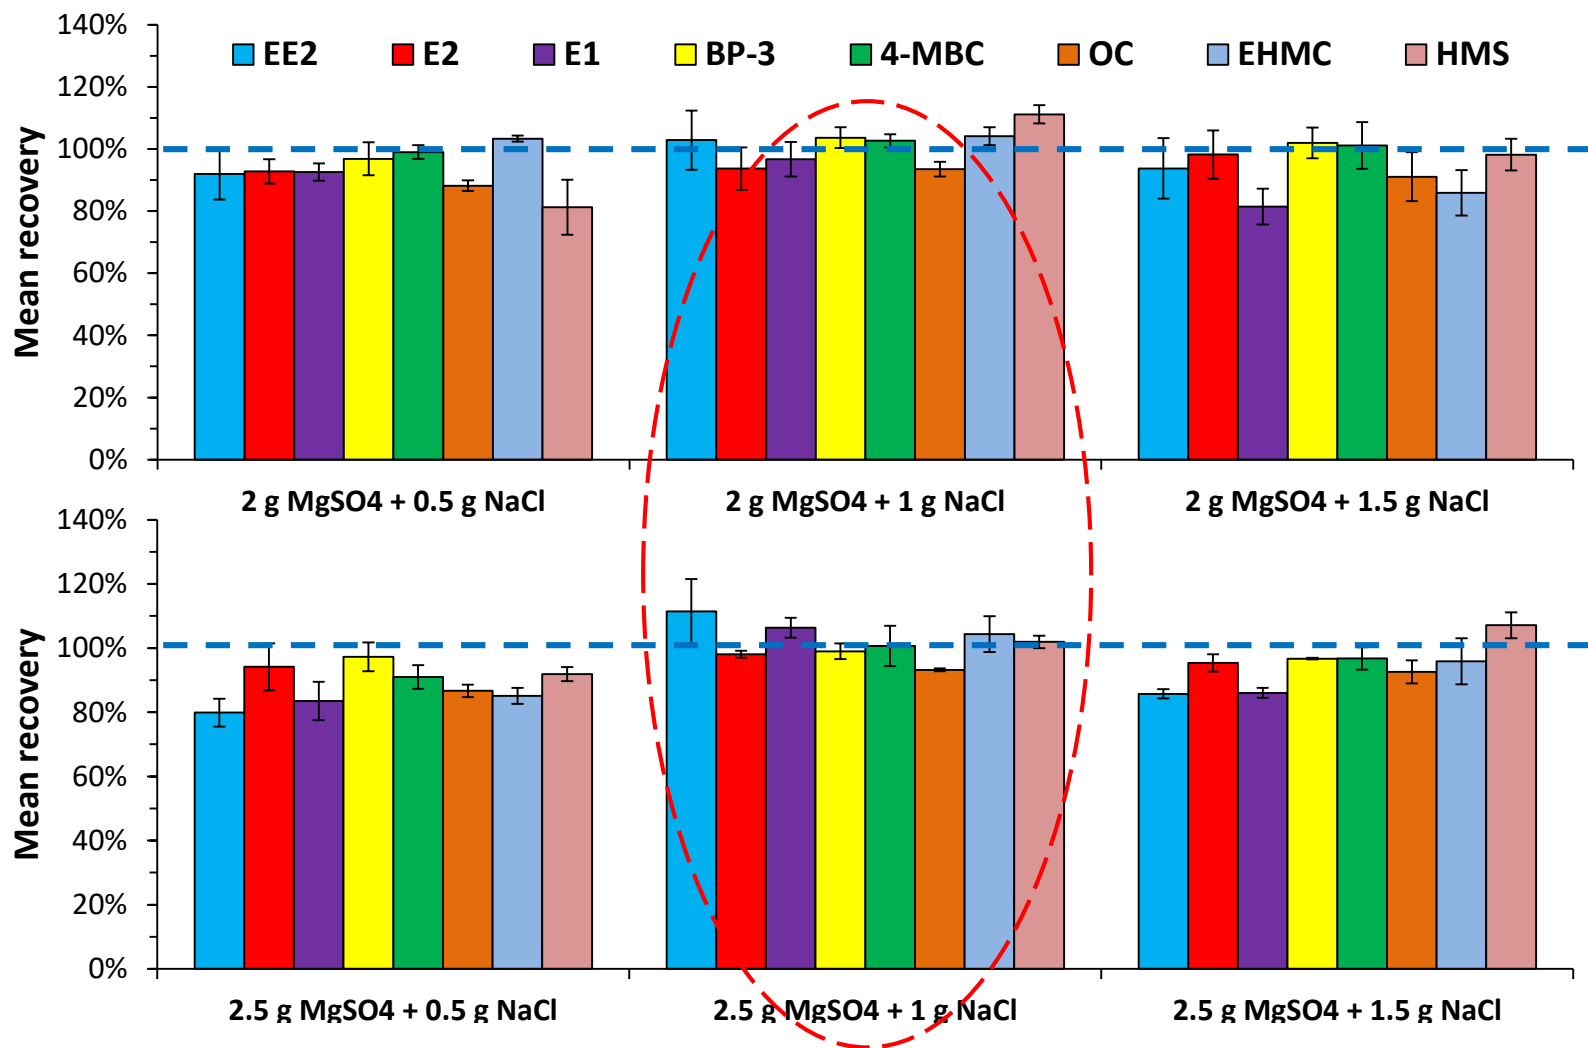 140%
EE2 E2 E1 BP-3 4-MBC OC EHMC HMS
120%
100%
80%
60%
40%
20%
0%
Mean recovery
2 g MgSO4 + 0.5 g NaCl
2 g MgSO4 + 1 g NaCl
2 g MgSO4 + 1.5 g NaCl
140%
120%
100%
80%
60%
40%
20%
0%
Mean recovery
2.5 g MgSO4 + 0.5 g NaCl
2.5 g MgSO4 + 1 g NaCl
2.5 g MgSO4 + 1.5 g NaCl